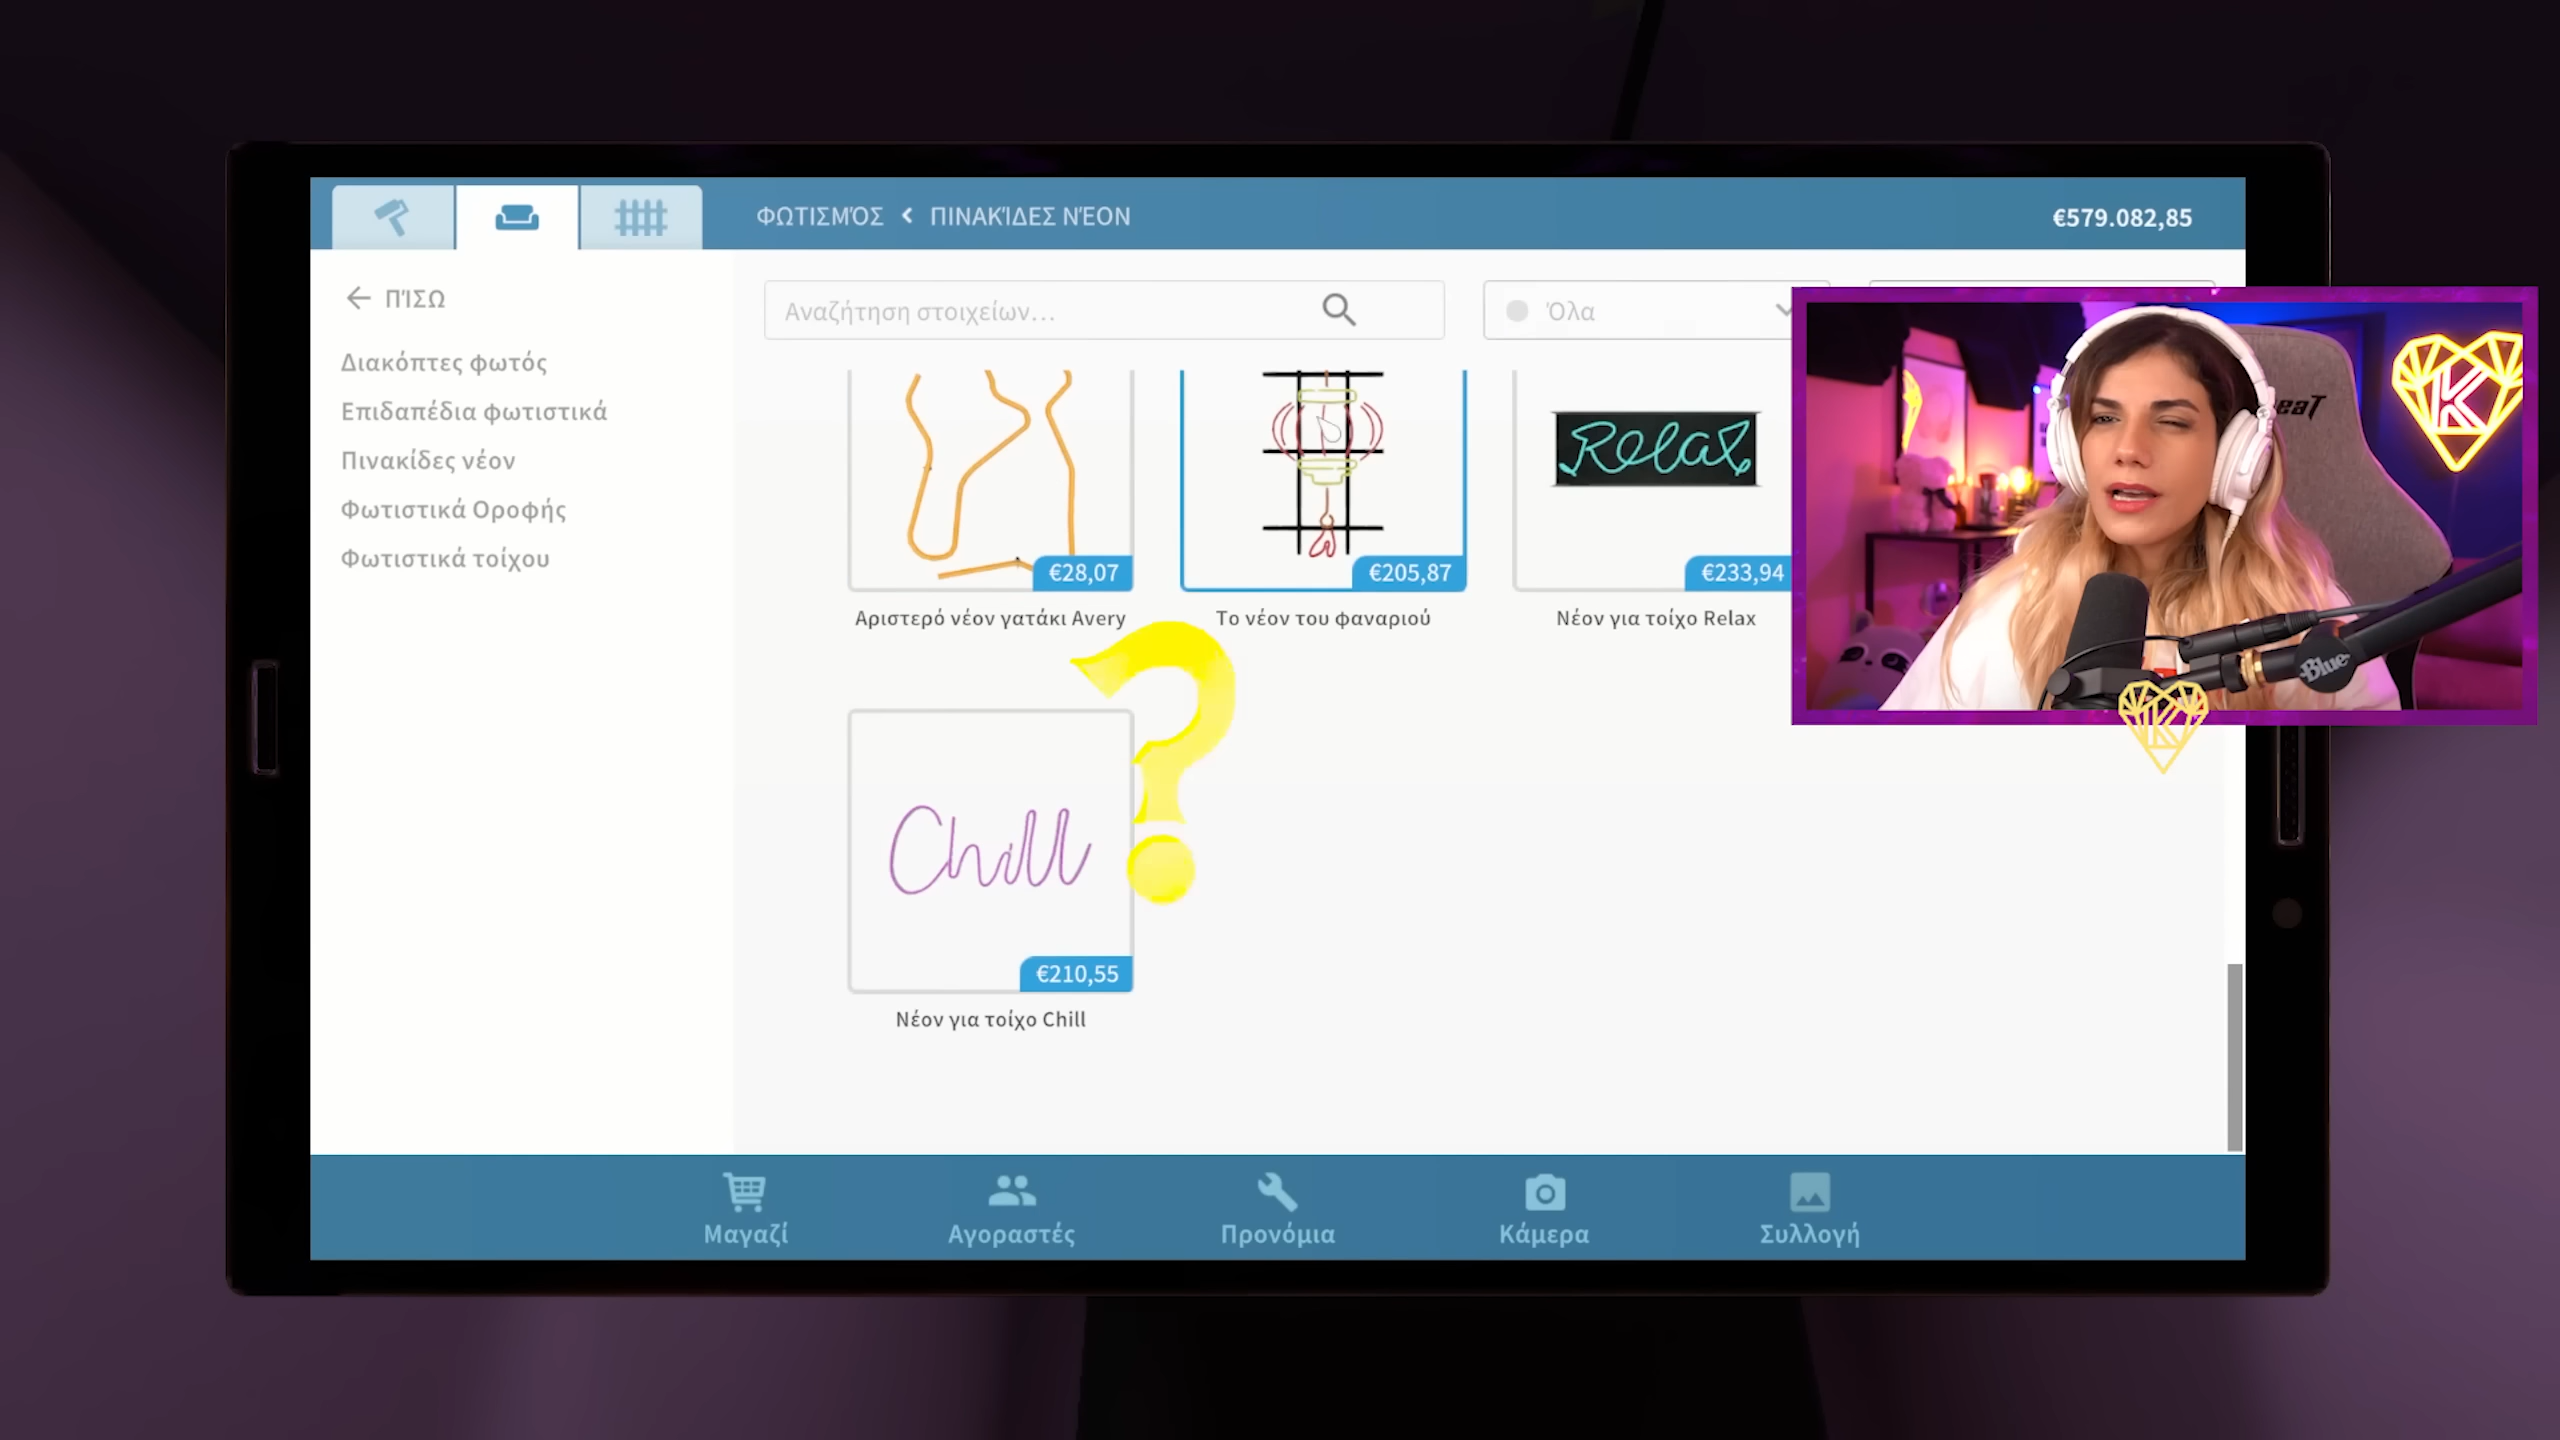 ΦΩΤΙΣΜΌΣ < ΠΙΝΑΚΊΔΕΣ ΝΈΟΝ
€579.082,85
ΠΊΣΩ
Αναζήτηση στοιχείων...
Όλα
Διακόπτες φωτός
Επιδαπέδια φωτιστικά
Πινακίδες νέον
Φωτιστικά Οροφής
Φωτιστικά τοίχου
Relax
€28,07
€205,87
€233,94
Αριστερό νέον γατάκι Avery
Το νέον του φαναριού
Νέον για τοίχο Relax
K
Blue
K
?
Chill
€210,55
Νέον για τοίχο Chill
Μαγαζί
Αγοραστές
Προνόμια
Κάμερα
Συλλογή